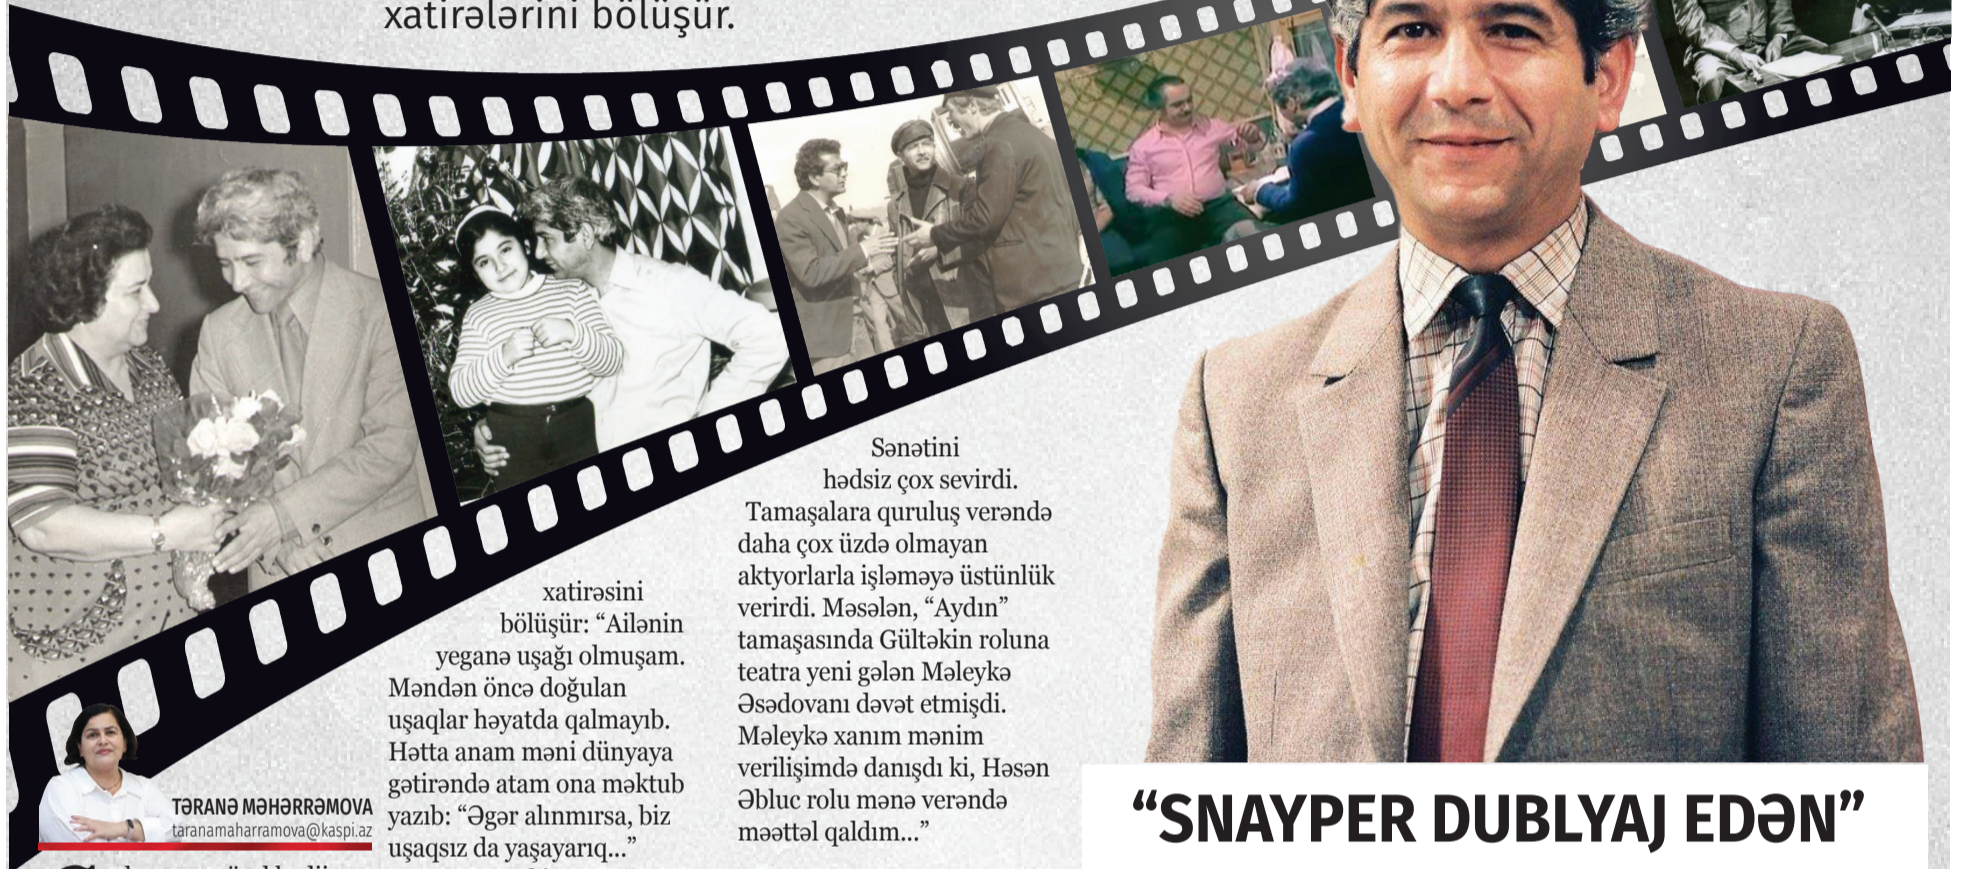 xatirələrini bölüşür.
TƏRANƏ MƏHƏRRƏMOVA
taranamaharramova@kaspi.az
xatirəsini
bölüşür: “Ailənin
yeganə uşağı olmuşam.
Məndən öncə doğulan
uşaqlar həyatda qalmayıb.
Hətta anam məni dünyaya
gətirəndə atam ona məktub
yazıb: “Əgər alınmırsa, biz
uşaqsız da yaşayarıq...”
Sənətini
hədsiz çox sevirdi.
Tamaşalara quruluş verəndə
daha çox üzdə olmayan
aktyorlarla işləməyə üstünlük
verirdi. Məsələn, “Aydın”
tamaşasında Gültəkin roluna
teatra yeni gələn Məleykə
Əsədovanı dəvət etmişdi.
Məleykə xanım mənim
verilişimdə danışdı ki, Həsən
Əbluc rolu mənə verəndə
məəttəl qaldım...”
“SNAYPER DUBLYAJ EDƏN”